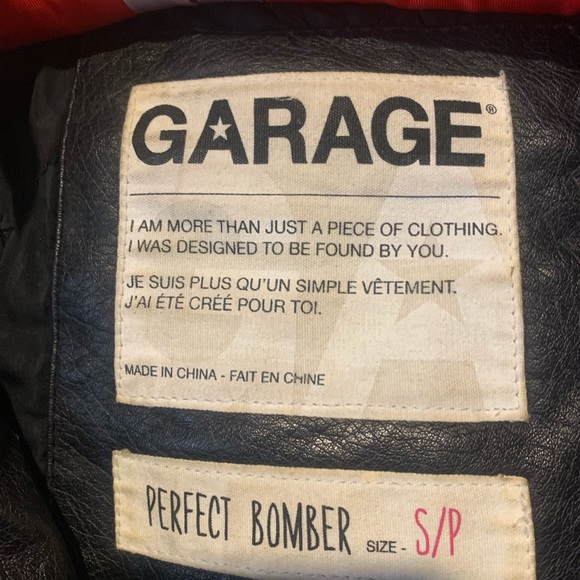 GARAGE®
I AM MORE THAN JUST A PIECE OF CLOTHING.
I WAS DESIGNED TO BE FOUND BY YOU.
JE SUIS PLUS QU'UN SIMPLE VÊTEMENT.
J'AI ÉTÉ CRÉÉ POUR TOI.
MADE IN CHINA - FAIT EN CHINE
PERFECT BOMBER SIZE - S/P